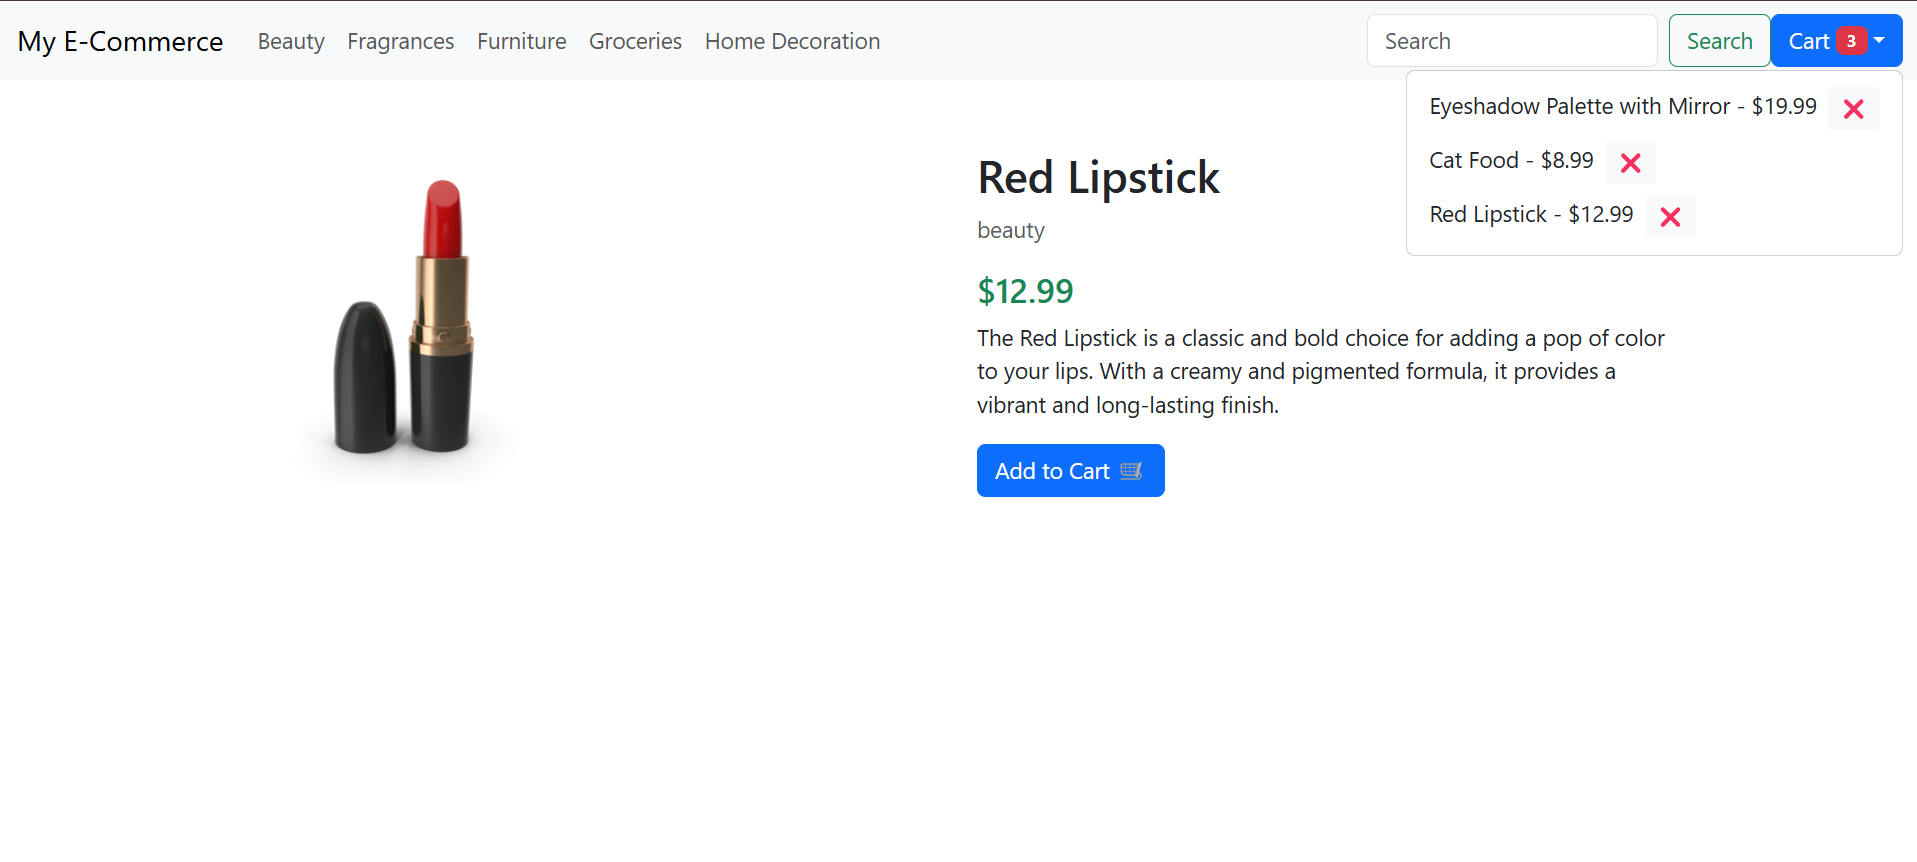 My E-Commerce Beauty Fragrances Furniture Groceries Home Decoration Search Search Cart 3
Eyeshadow Palette with Mirror - $19.99
Cat Food - $8.99
Red Lipstick - $12.99
Red Lipstick
beauty
$12.99
The Red Lipstick is a classic and bold choice for adding a pop of color
to your lips. With a creamy and pigmented formula, it provides a
vibrant and long-lasting finish.
Add to Cart